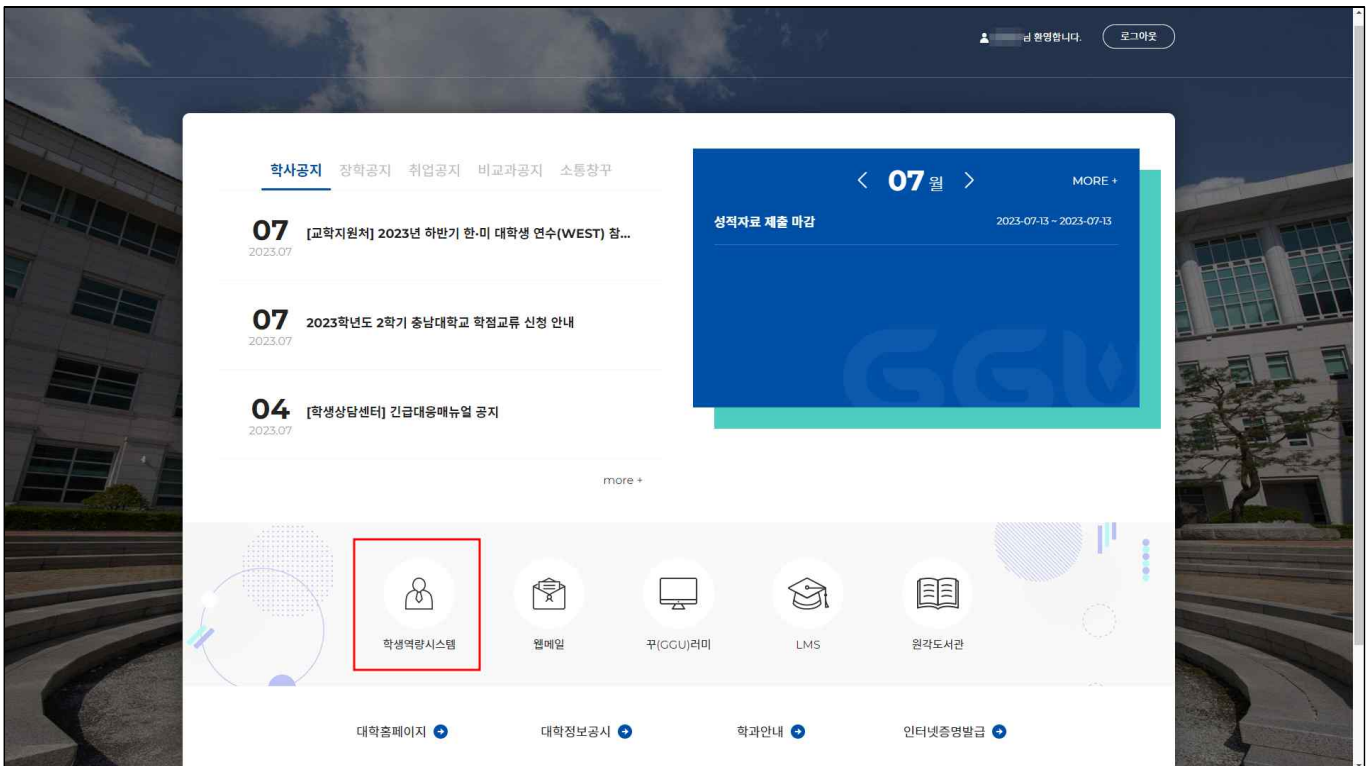 님 환영합니다.
로그아웃
학사공지 장학공지 취업공지 비교과공지 소통창꾸
07 [교학지원처] 2023년 하반기 한·미 대학생 연수(WEST) 참...
2023.07
07 2023학년도 2학기 충남대학교 학점교류 신청 안내
2023.07
04 [학생상담센터] 긴급대응매뉴얼 공지
2023.07
more +
07 월
MORE +
성적자료 제출 마감 2023-07-13 ~ 2023-07-13
GGU
학생역량시스템 웹메일 꾸(GGU)러미 LMS 원각도서관
대학홈페이지 대학정보공시 학과안내 인터넷증명발급